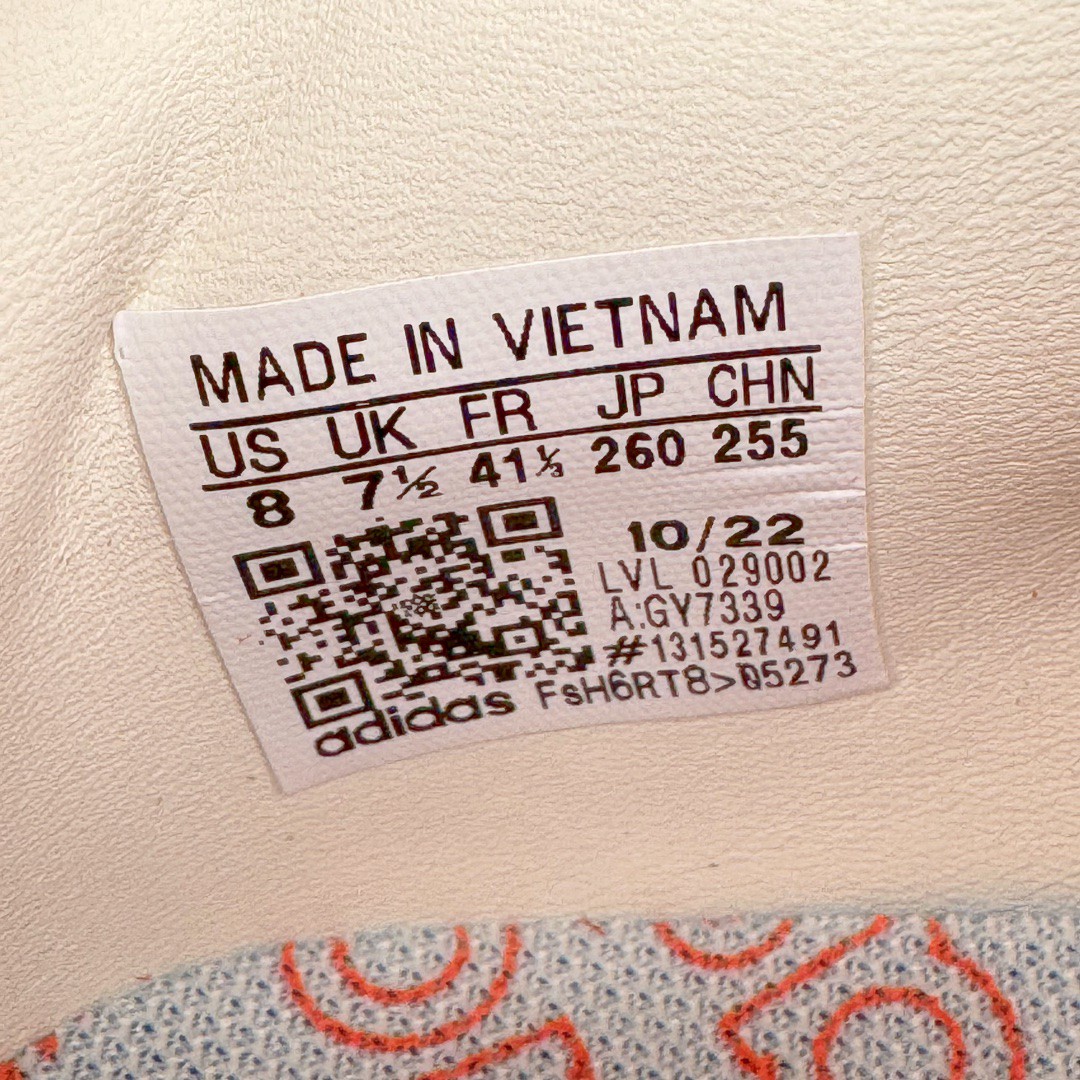 MADE IN VIETNAM
US UK FR JP CHN
8 7½ 41⅓ 260 255
10/22
LVL 029002
A:GY7339
#131527491
FsH6RT8>Q5273
adidas